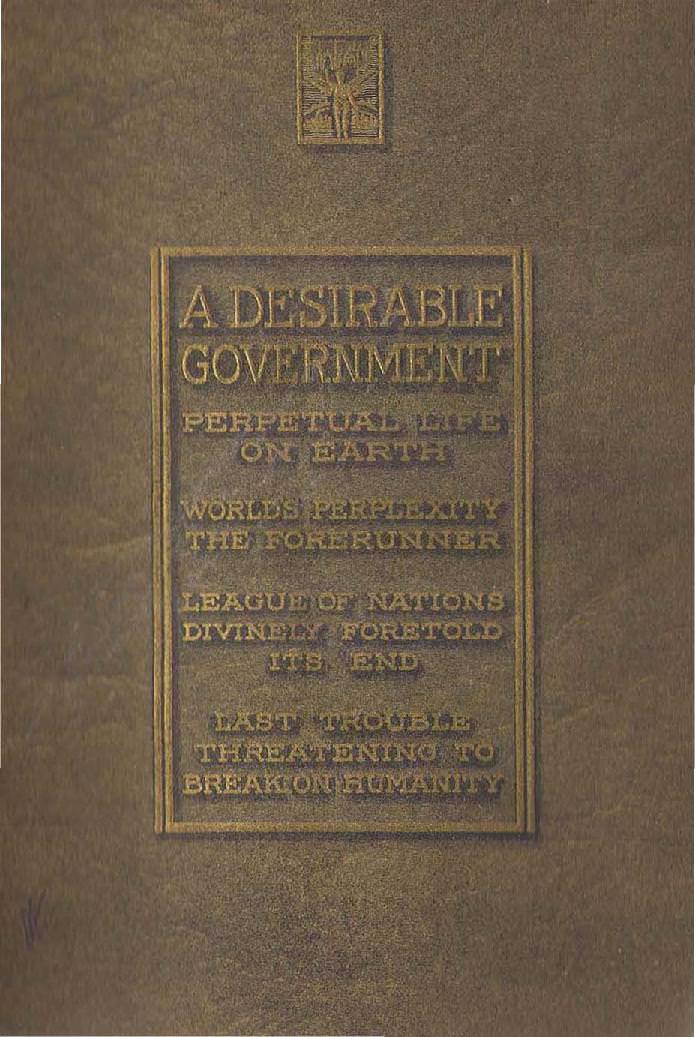 A DESIRABLE
GOVERNMENT
PERPETUAL LIFE
ON EARTH
WORLD'S PERPLEXITY
THE FORERUNNER
LEAGUE OF NATIONS
DIVINELY FORETOLD
ITS END
LAST TROUBLE
THREATENING TO
BREAK ON HUMANITY